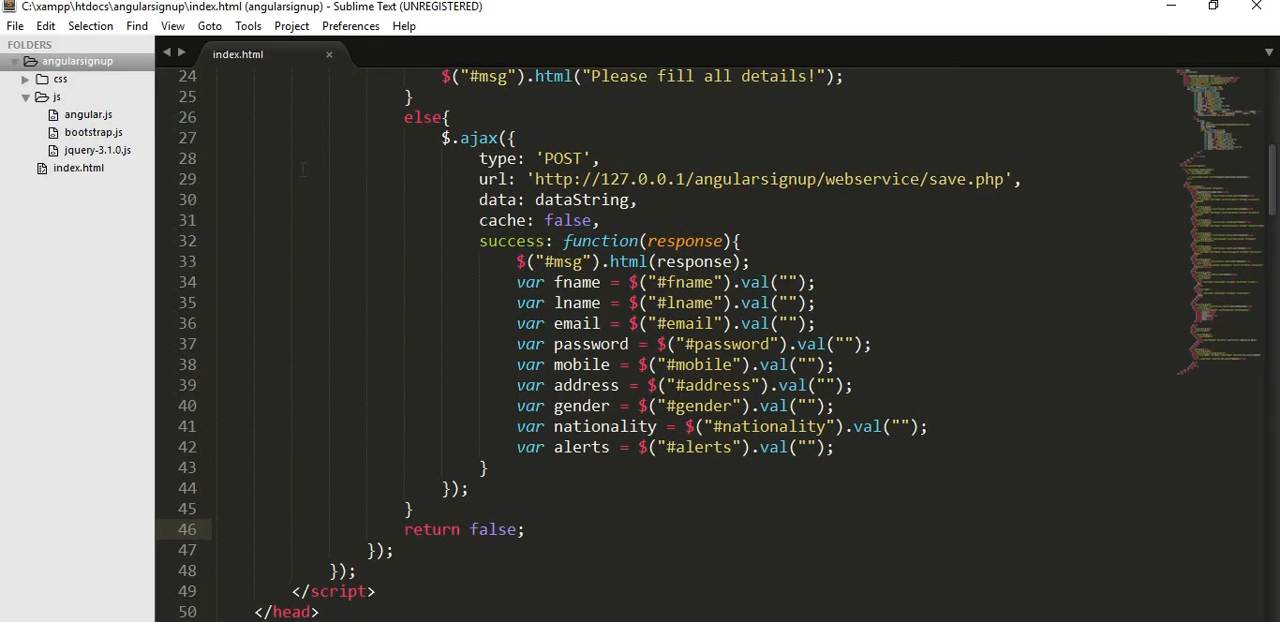 C:\xampp\htdocs\angularsignup\index.html (angularsignup) - Sublime Text (UNREGISTERED)
File Edit Selection Find View Goto Tools Project Preferences Help
FOLDERS
angularsignup
css
js
angular.js
bootstrap.js
jquery-3.1.0.js
index.html
index.html
24 $("#msg").html("Please fill all details!");
25 }
26 else{
27 $.ajax({
28 type: 'POST',
29 url: 'http://127.0.0.1/angularsignup/webservice/save.php',
30 data: dataString,
31 cache: false,
32 success: function(response){
33 $("#msg").html(response);
34 var fname = $("#fname").val("");
35 var lname = $("#lname").val("");
36 var email = $("#email").val("");
37 var password = $("#password").val("");
38 var mobile = $("#mobile").val("");
39 var address = $("#address").val("");
40 var gender = $("#gender").val("");
41 var nationality = $("#nationality").val("");
42 var alerts = $("#alerts").val("");
43 }
44 });
45 }
46 return false;
47 });
48 });
49 </script>
50 </head>